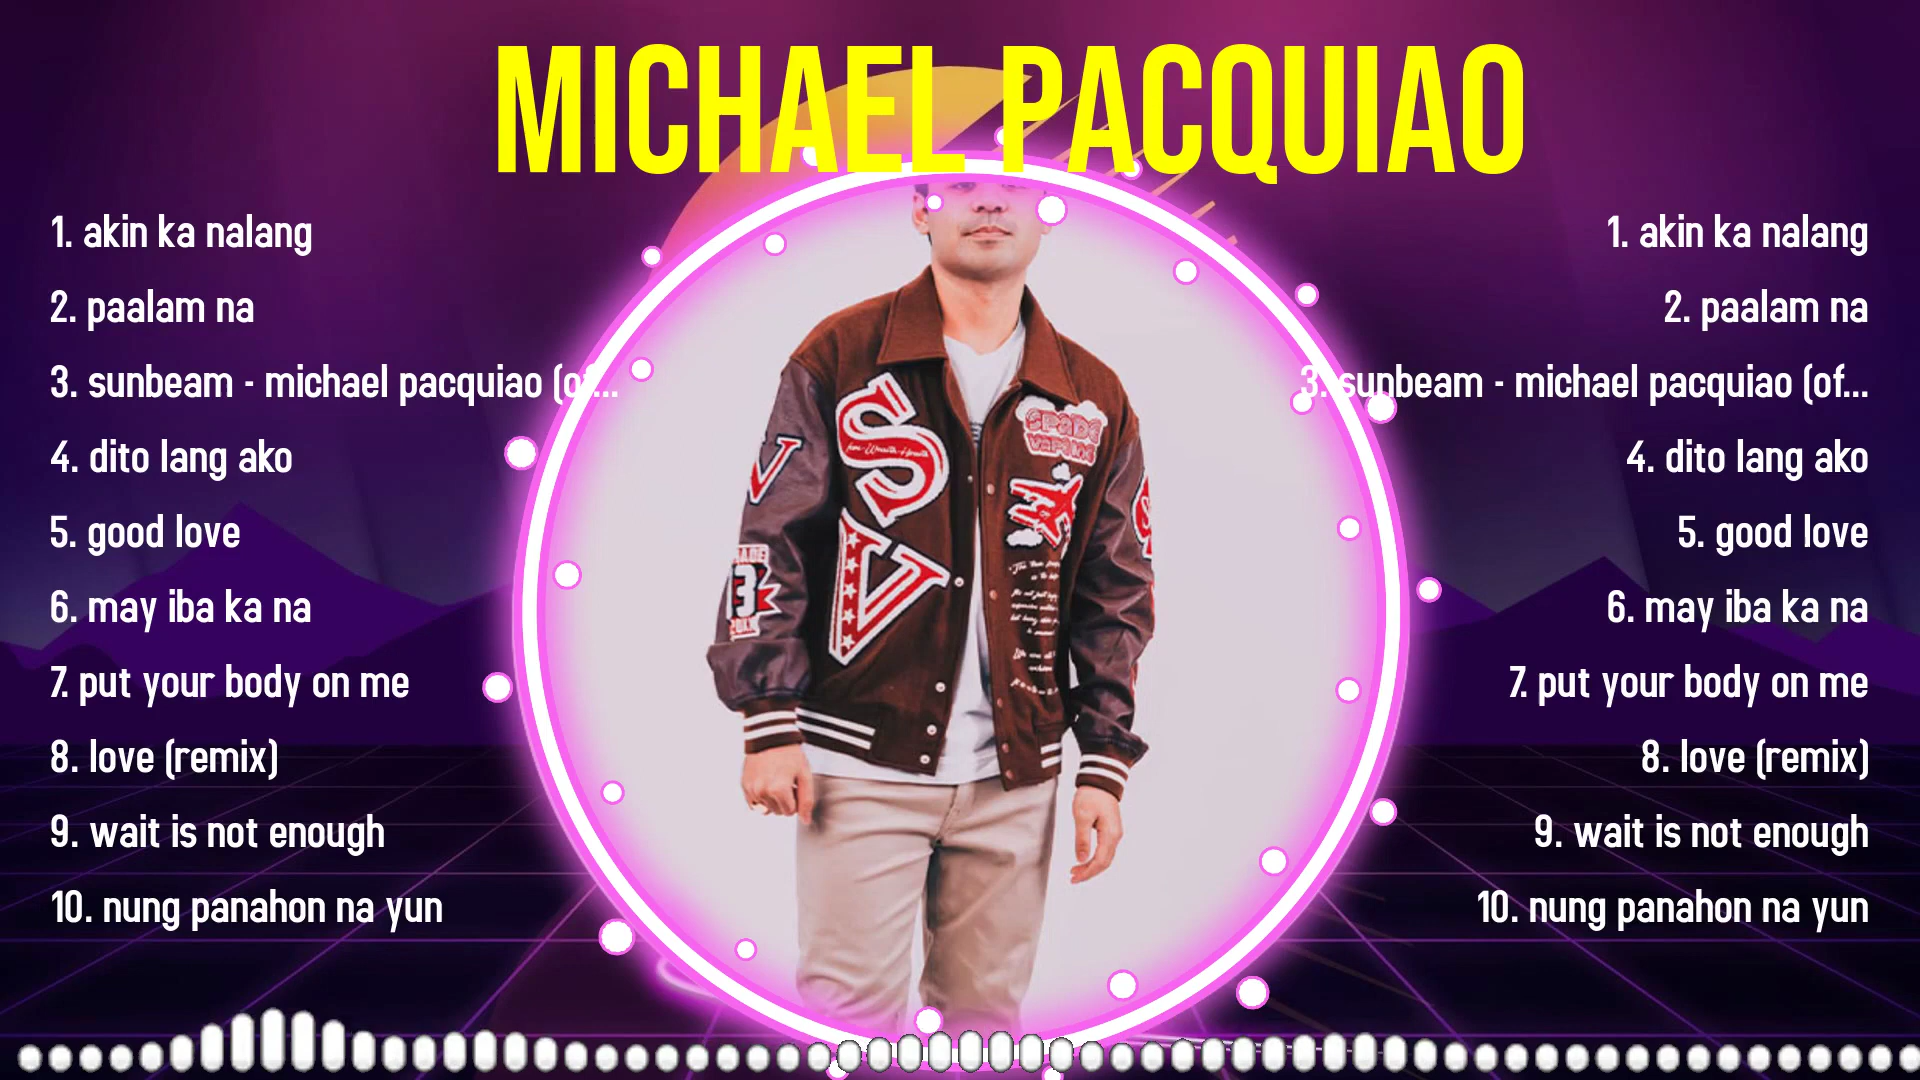 MICHAEL PACQUIAO
1. akin ka nalang
2. paalam na
3. sunbeam - michael pacquiao (of...
4. dito lang ako
5. good love
6. may iba ka na
7. put your body on me
8. love (remix)
9. wait is not enough
10. nung panahon na yun
1. akin ka nalang
2. paalam na
3. sunbeam - michael pacquiao (of...
4. dito lang ako
5. good love
6. may iba ka na
7. put your body on me
8. love (remix)
9. wait is not enough
10. nung panahon na yun
S
V
V
3
SPADE